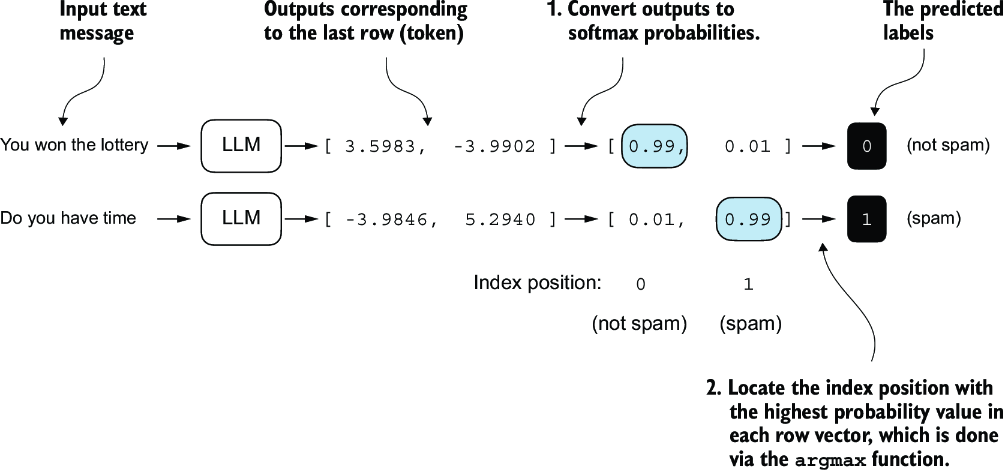 Input text
message
Outputs corresponding
to the last row (token)
1. Convert outputs to
softmax probabilities.
The predicted
labels
You won the lottery LLM [ 3.5983, -3.9902 ] [ 0.99, 0.01 ] 0 (not spam)
Do you have time LLM [ -3.9846, 5.2940 ] [ 0.01, 0.99 ] 1 (spam)
Index position: 0 1
(not spam) (spam)
2. Locate the index position with
the highest probability value in
each row vector, which is done
via the argmax function.